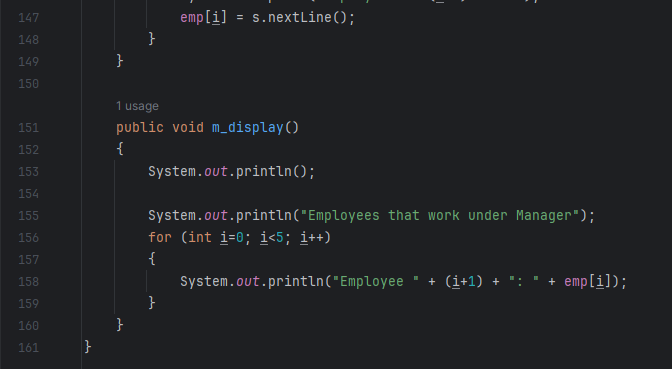 147 emp[i] = s.nextLine();
148 }
149 }
150
1 usage
151 public void m_display()
152 {
153 System.out.println();
154
155 System.out.println("Employees that work under Manager");
156 for (int i=0; i<5; i++)
157 {
158 System.out.println("Employee " + (i+1) + ": " + emp[i]);
159 }
160 }
161 }